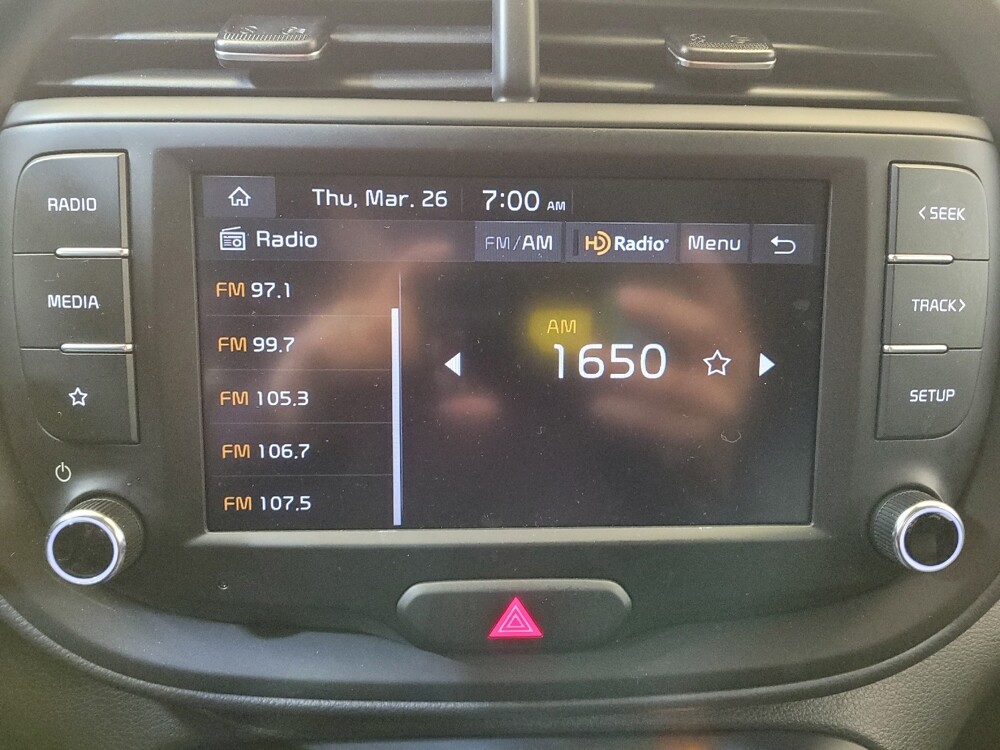 RADIO
MEDIA
Thu, Mar. 26 7:00 AM
Radio FM/AM HD Radio Menu
FM 97.1
FM 99.7
FM 105.3
FM 106.7
FM 107.5
AM
1650
<SEEK
TRACK>
SETUP